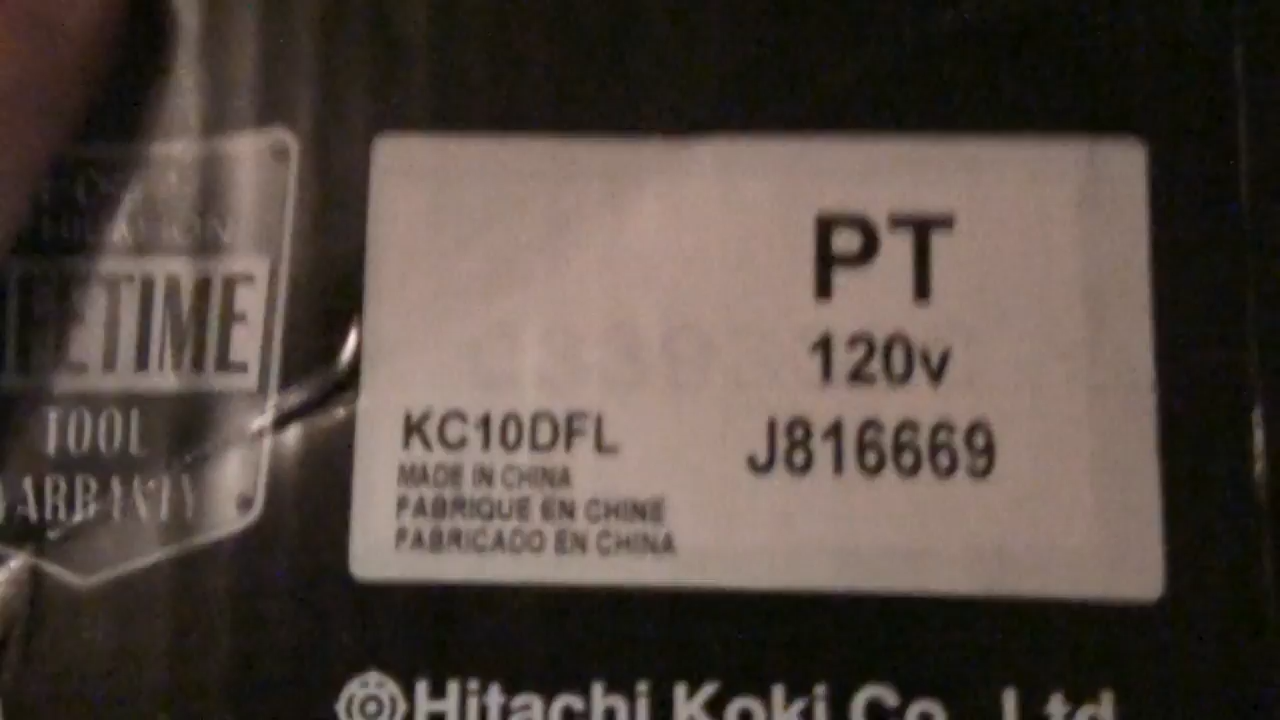 TIME
TOOL
WARRANTY
PT
120v
J816669
KC10DFL
MADE IN CHINA
FABRIQUE EN CHINE
FABRICADO EN CHINA
Hitachi Koki Co., Ltd.